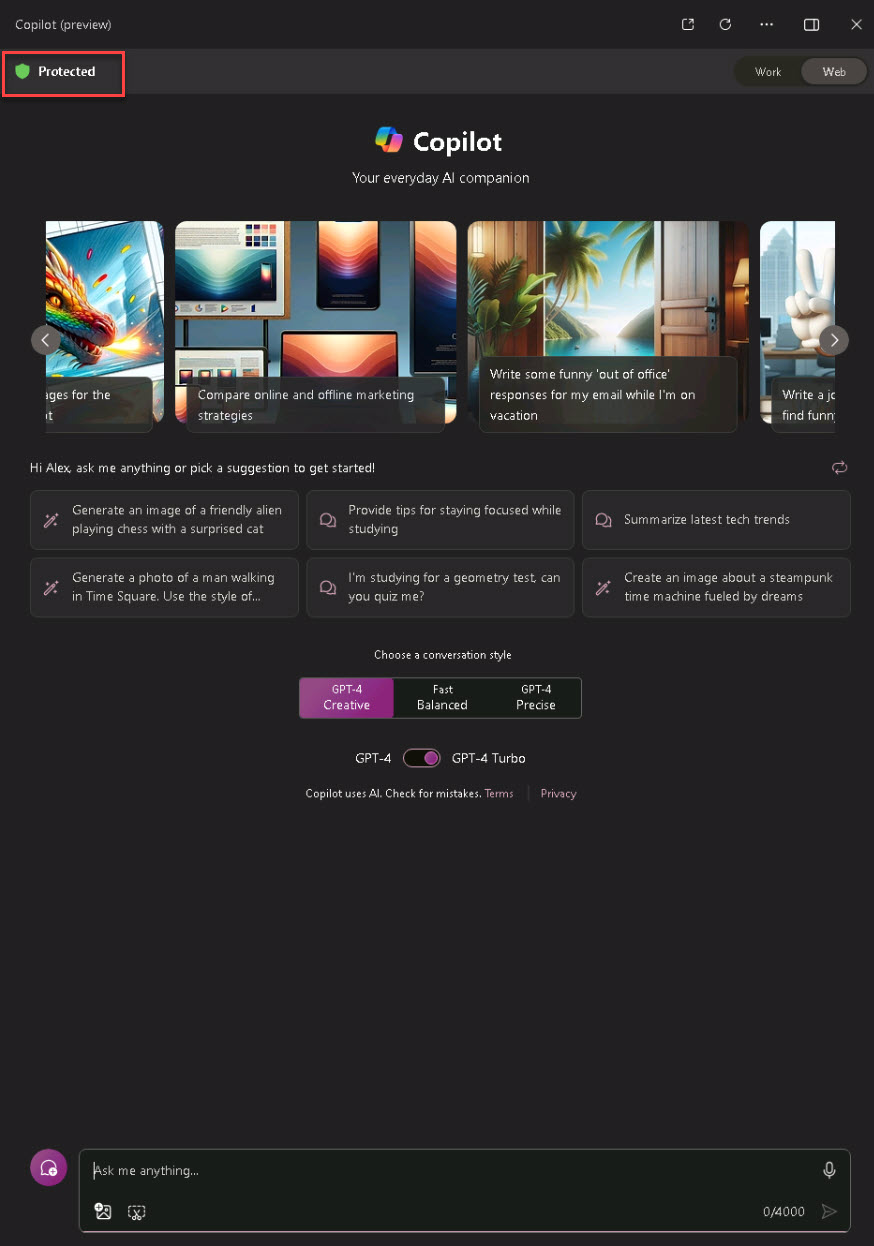 Copilot (preview)
Protected
Work
Web
Copilot
Your everyday AI companion
ages for the
Compare online and offline marketing
strategies
Write some funny 'out of office'
responses for my email while I'm on
vacation
Write a
find
Hi Alex, ask me anything or pick a suggestion to get started!
Generate an image of a friendly alien
playing chess with a surprised cat
Provide tips for staying focused while
studying
Summarize latest tech trends
Generate a photo of a man walking
in Time Square. Use the style of...
I'm studying for a geometry test, can
you quiz me?
Create an image about a steampunk
time machine fueled by dreams
Choose a conversation style
GPT-4
Creative
Fast
Balanced
GPT-4
Precise
GPT-4
GPT-4 Turbo
Copilot uses AI. Check for mistakes. Terms
Privacy
Ask me anything...
0/4000